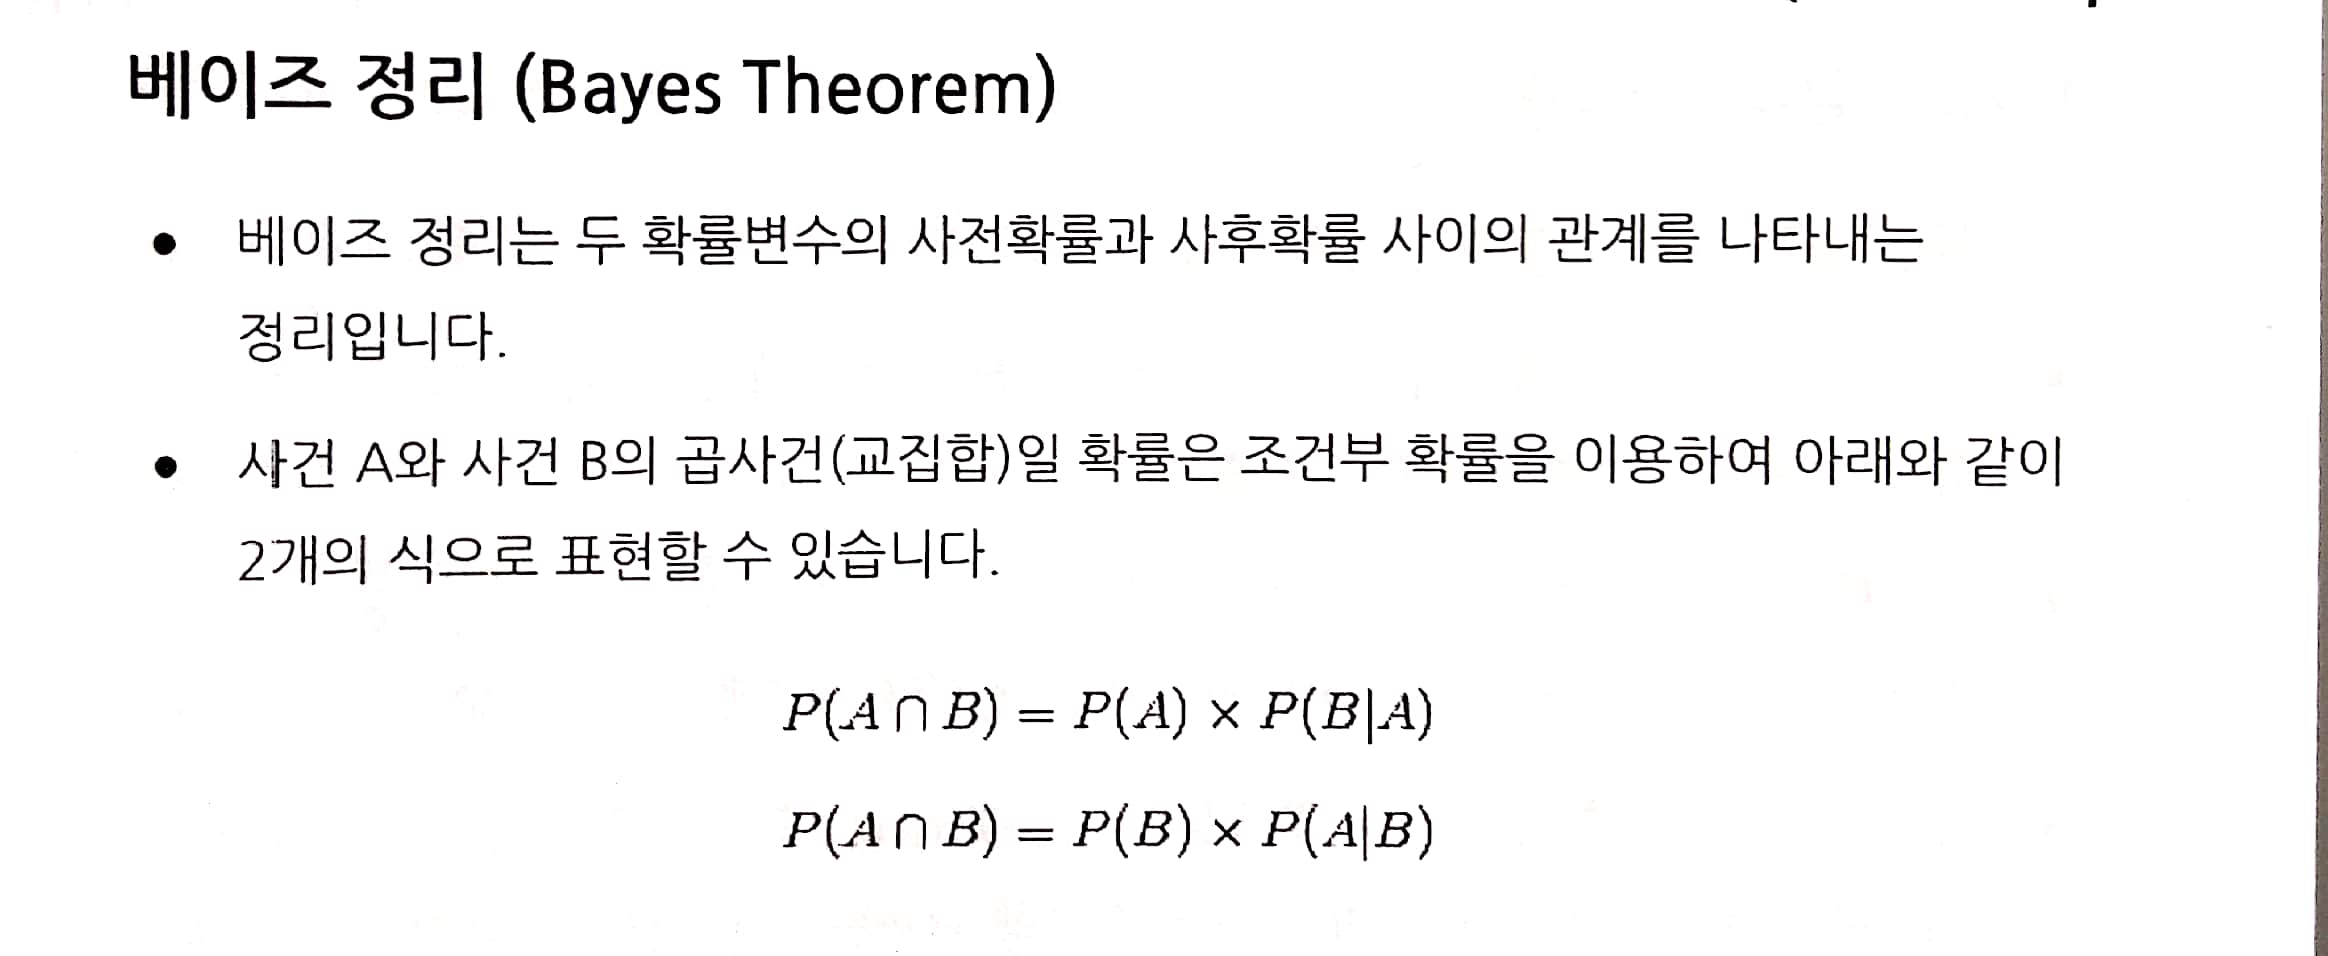 베이즈 정리 (Bayes Theorem)
• 베이즈 정리는 두 확률변수의 사전확률과 사후확률 사이의 관계를 나타내는
정리입니다.
• 사건 A와 사건 B의 곱사건(교집합)일 확률은 조건부 확률을 이용하여 아래와 같이
2개의 식으로 표현할 수 있습니다.
P(A ∩ B) = P(A) × P(B|A)
P(A ∩ B) = P(B) × P(A|B)